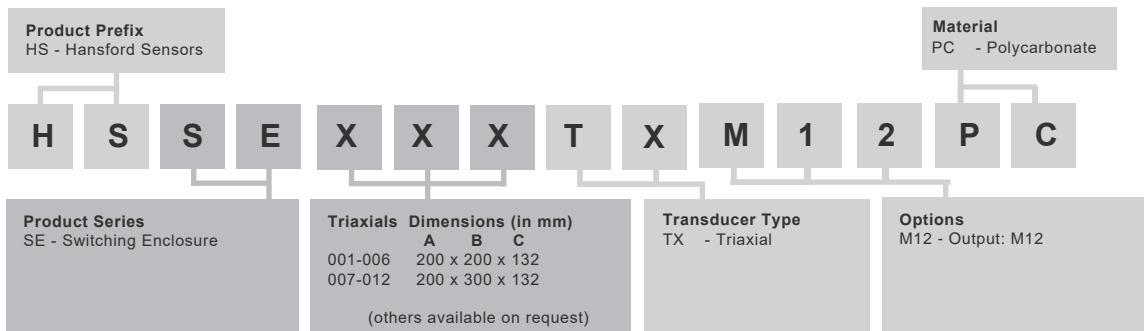 Product Prefix
HS - Hansford Sensors
Material
PC - Polycarbonate
H S S E X X X T X M 1 2 P C
Product Series
SE - Switching Enclosure
Triaxials Dimensions (in mm)
A B C
001-006 200 x 200 x 132
007-012 200 x 300 x 132
(others available on request)
Transducer Type
TX - Triaxial
Options
M12 - Output: M12